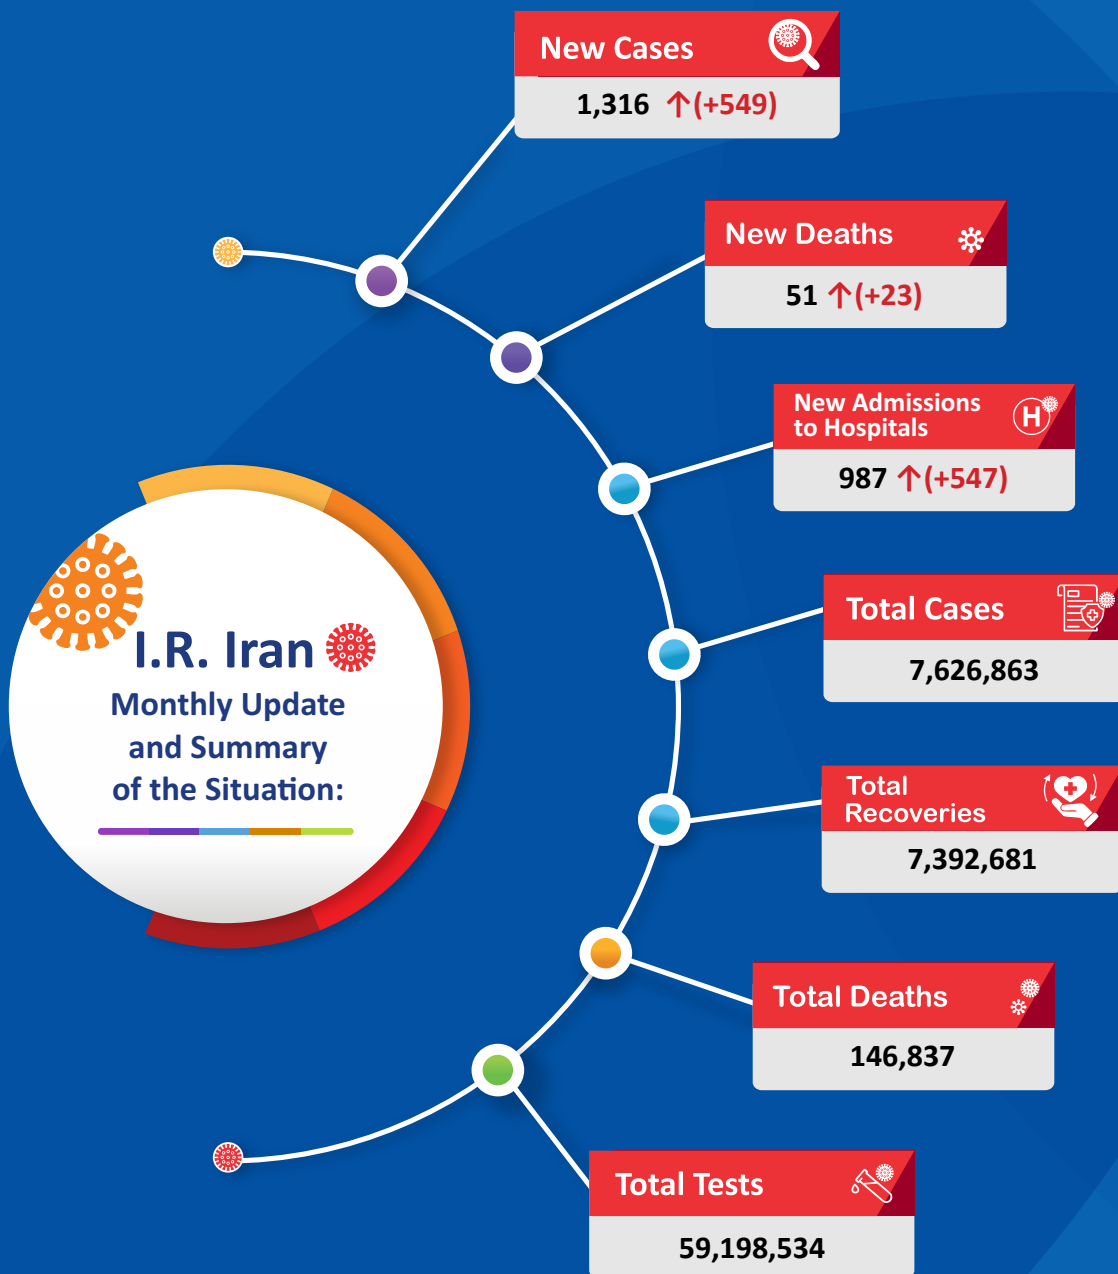 New Cases
1,316 ↑(+549)
New Deaths
51 ↑(+23)
New Admissions
to Hospitals
H
987 ↑(+547)
I.R. Iran
Monthly Update
and Summary
of the Situation:
Total Cases
7,626,863
Total
Recoveries
7,392,681
Total Deaths
146,837
Total Tests
59,198,534